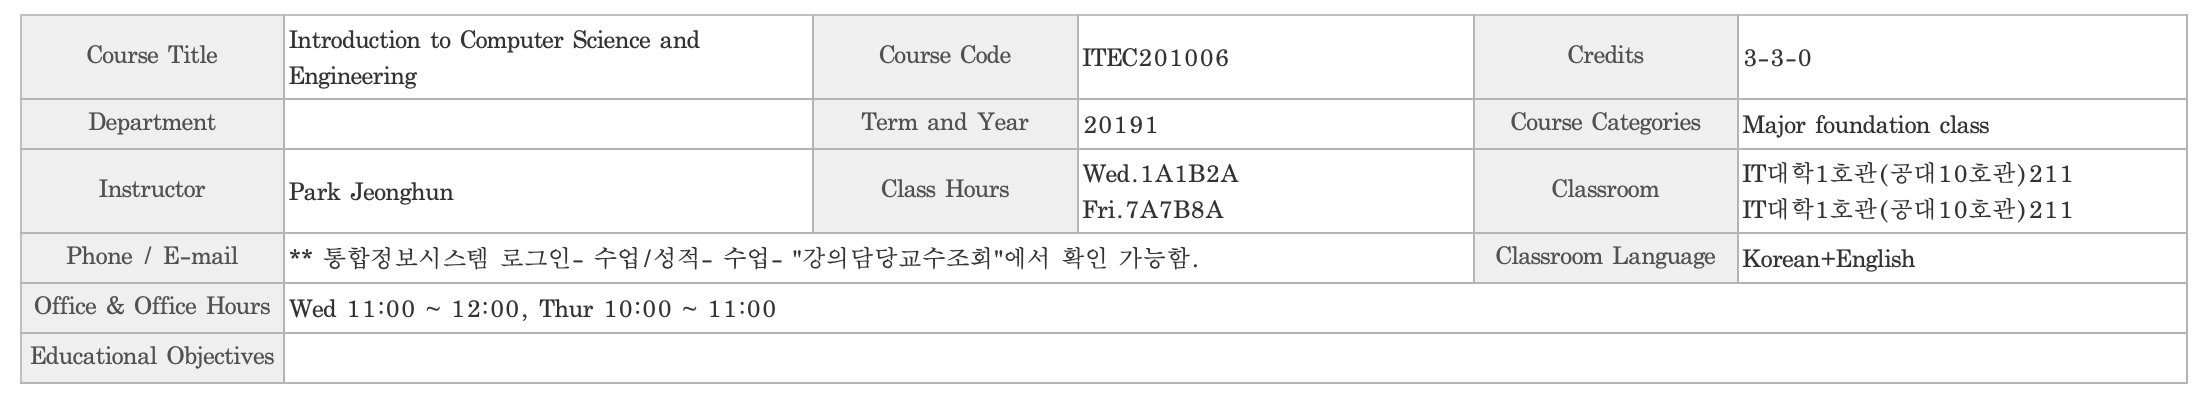 Course Title
Introduction to Computer Science and
Engineering
Course Code
ITEC201006
Credits
3-3-0
Department
Term and Year
20191
Course Categories
Major foundation class
Instructor
Park Jeonghun
Class Hours
Wed.1A1B2A
Fri.7A7B8A
Classroom
IT대학1호관(공대10호관)211
IT대학1호관(공대10호관)211
Phone / E-mail
** 통합정보시스템 로그인- 수업/성적- 수업- "강의담당교수조회"에서 확인 가능함.
Classroom Language
Korean+English
Office & Office Hours
Wed 11:00 ~ 12:00, Thur 10:00 ~ 11:00
Educational Objectives